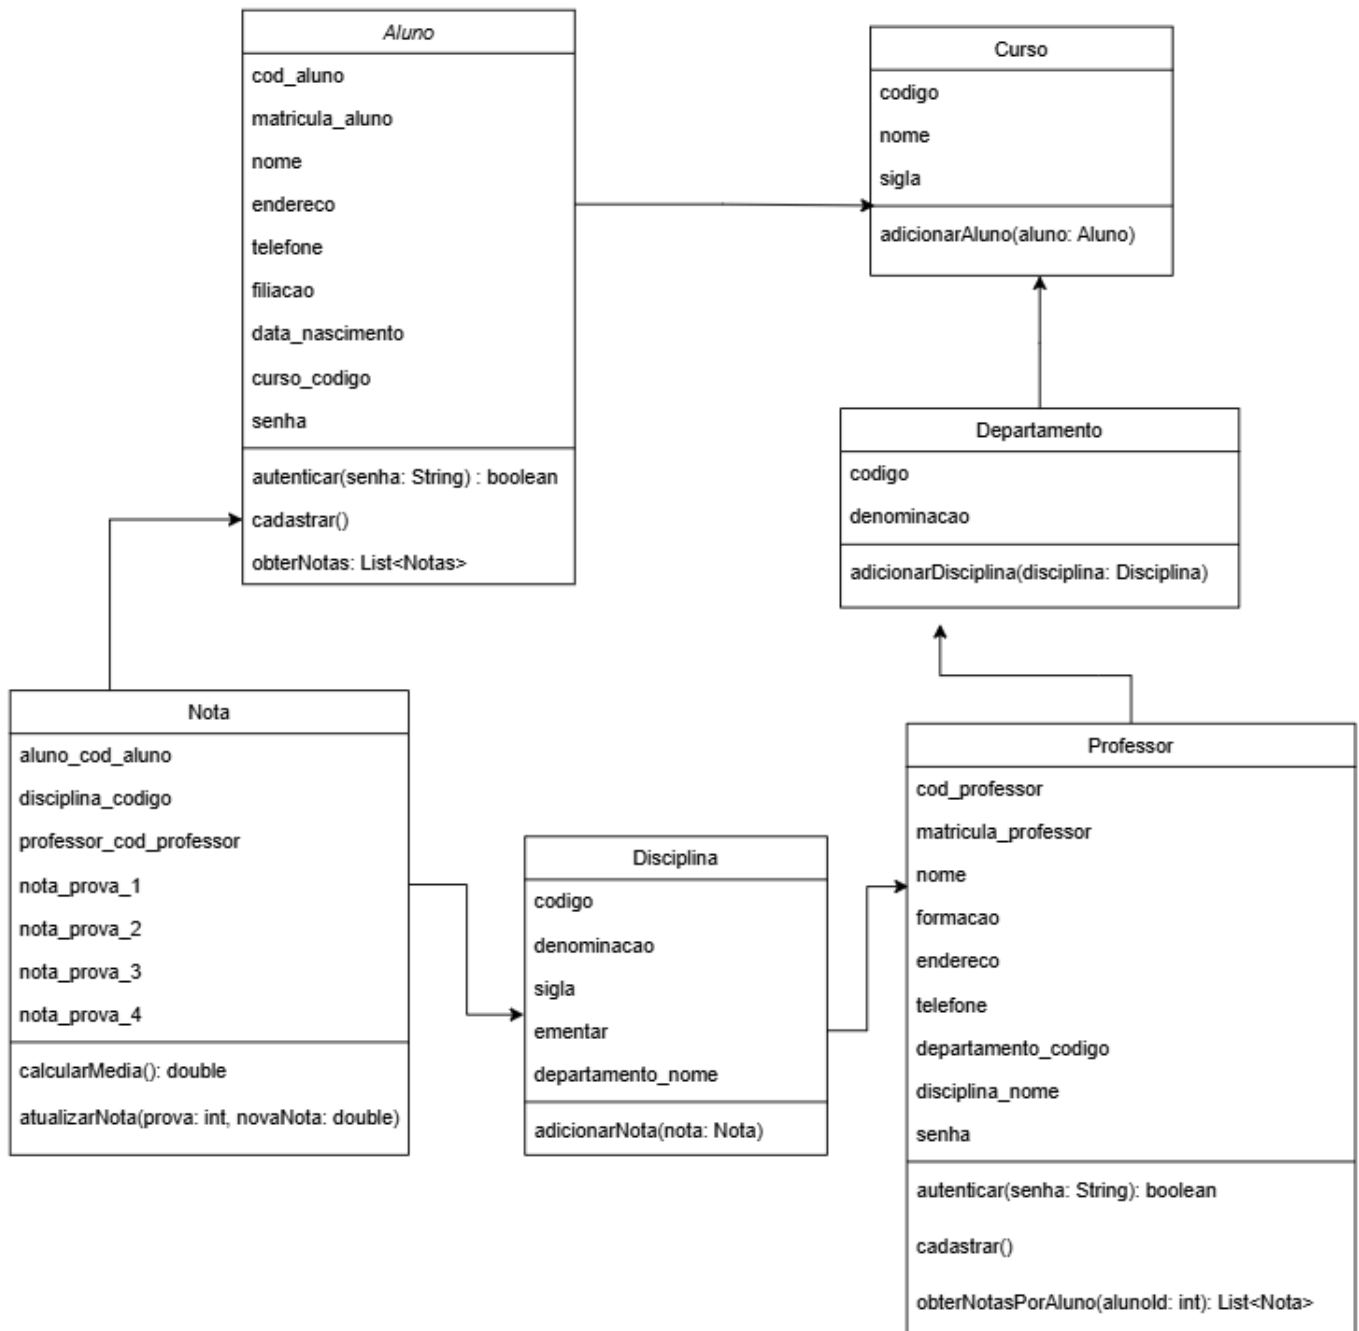 Aluno
cod_aluno
matricula_aluno
nome
endereco
telefone
filiacao
data_nascimento
curso_codigo
senha
autenticar(senha: String) : boolean
cadastrar()
obterNotas: List<Notas>
Curso
codigo
nome
sigla
adicionarAluno(aluno: Aluno)
Departamento
codigo
denominacao
adicionarDisciplina(disciplina: Disciplina)
Nota
aluno_cod_aluno
disciplina_codigo
professor_cod_professor
nota_prova_1
nota_prova_2
nota_prova_3
nota_prova_4
calcularMedia(): double
atualizarNota(prova: int, novaNota: double)
Disciplina
codigo
denominacao
sigla
ementar
departamento_nome
adicionarNota(nota: Nota)
Professor
cod_professor
matricula_professor
nome
formacao
endereco
telefone
departamento_codigo
disciplina_nome
senha
autenticar(senha: String): boolean
cadastrar()
obterNotasPorAluno(alunoId: int): List<Nota>